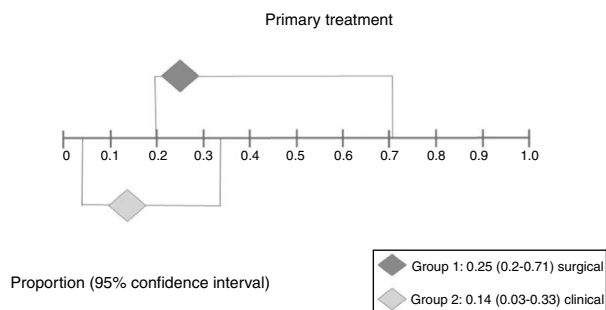 Primary treatment
0 0.1 0.2 0.3 0.4 0.5 0.6 0.7 0.8 0.9 1.0
Proportion (95% confidence interval)
Group 1: 0.25 (0.2-0.71) surgical
Group 2: 0.14 (0.03-0.33) clinical